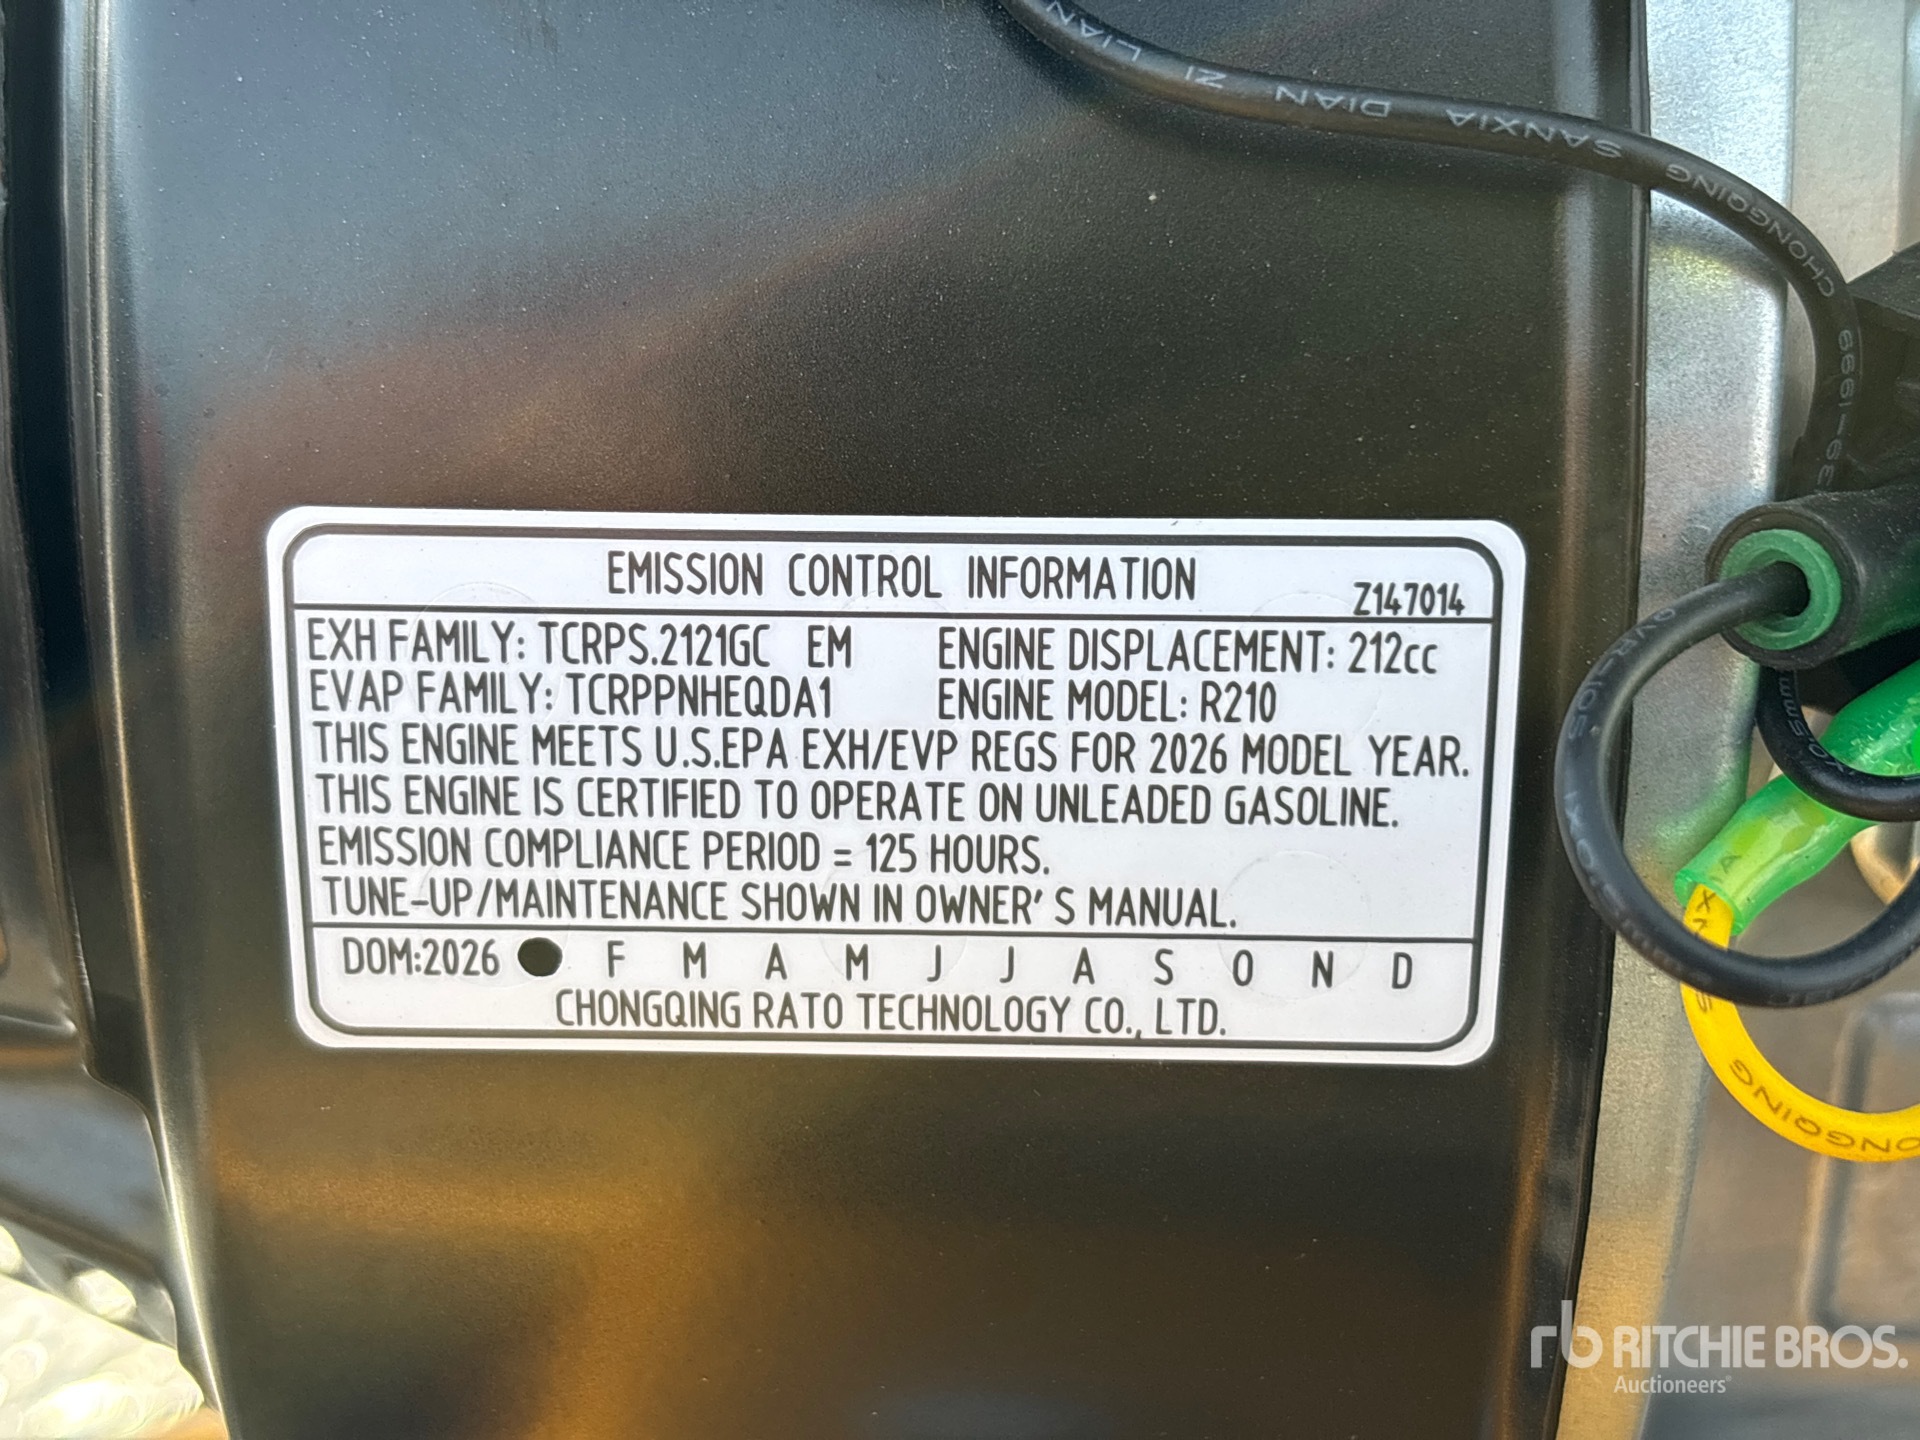 LIAN
ZI
DIAN
SANXIA
CHONGQING
EMISSION CONTROL INFORMATION
Z147014
EXH FAMILY: TCRPS.2121GC EM ENGINE DISPLACEMENT: 212cc
EVAP FAMILY: TCRPPNHEQDA1 ENGINE MODEL: R210
THIS ENGINE MEETS U.S.EPA EXH/EVP REGS FOR 2026 MODEL YEAR.
THIS ENGINE IS CERTIFIED TO OPERATE ON UNLEADED GASOLINE.
EMISSION COMPLIANCE PERIOD = 125 HOURS.
TUNE-UP/MAINTENANCE SHOWN IN OWNER'S MANUAL.
DOM:2026 F M A M J J A S O N D
CHONGQING RATO TECHNOLOGY CO., LTD.
rb RITCHIE BROS.
Auctioneers